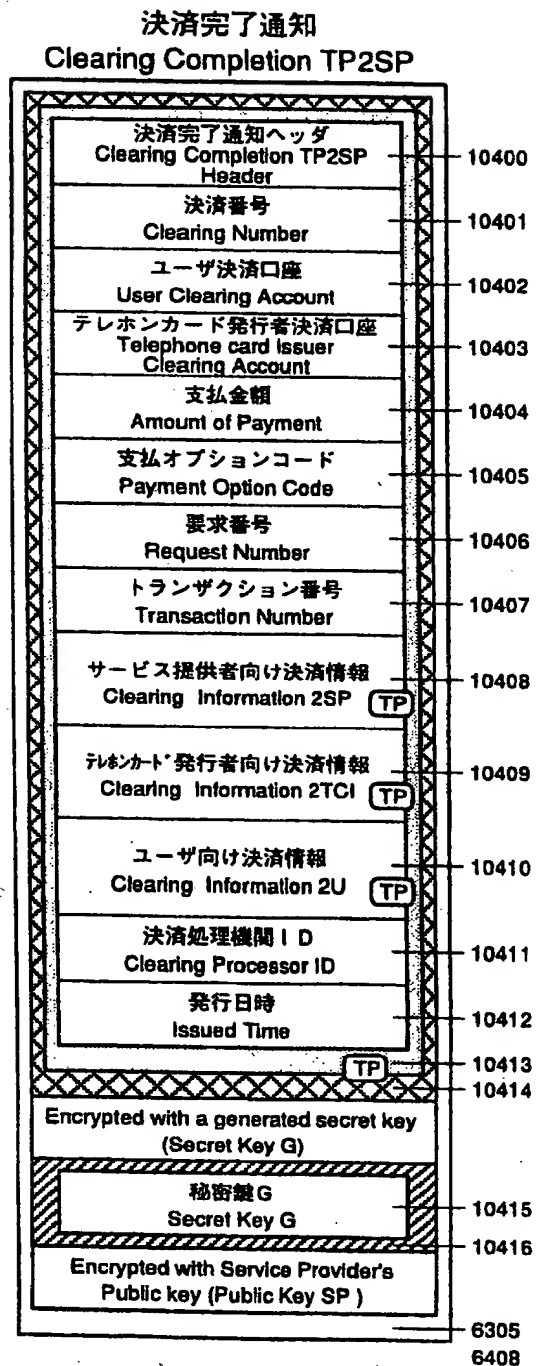 決済完了通知
Clearing Completion TP2SP
決済完了通知ヘッダ
Clearing Completion TP2SP
Header
10400
決済番号
Clearing Number
10401
ユーザ決済口座
User Clearing Account
10402
テレホンカード発行者決済口座
Telephone card Issuer
Clearing Account
10403
支払金額
Amount of Payment
10404
支払オプションコード
Payment Option Code
10405
要求番号
Request Number
10406
トランザクション番号
Transaction Number
10407
サービス提供者向け決済情報
Clearing Information 2SP
TP
10408
テレホンカード発行者向け決済情報
Clearing Information 2TCI
TP
10409
ユーザ向け決済情報
Clearing Information 2U
TP
10410
決済処理機関ID
Clearing Processor ID
10411
発行日時
Issued Time
10412
TP
10413
10414
Encrypted with a generated secret key
(Secret Key G)
秘密鍵G
Secret Key G
10415
10416
Encrypted with Service Provider's
Public key (Public Key SP )
6305
6408